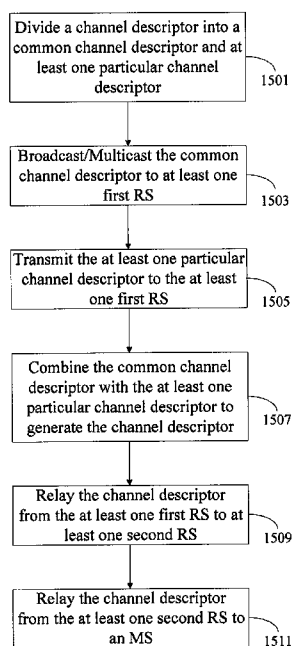 Divide a channel descriptor into a
common channel descriptor and at
least one particular channel
descriptor
1501
Broadcast/Multicast the common
channel descriptor to at least one
first RS
1503
Transmit the at least one particular
channel descriptor to the at least
one first RS
1505
Combine the common channel
descriptor with the at least one
particular channel descriptor to
generate the channel descriptor
1507
Relay the channel descriptor
from the at least one first RS to at
least one second RS
1509
Relay the channel descriptor
from the at least one second RS to
an MS
1511